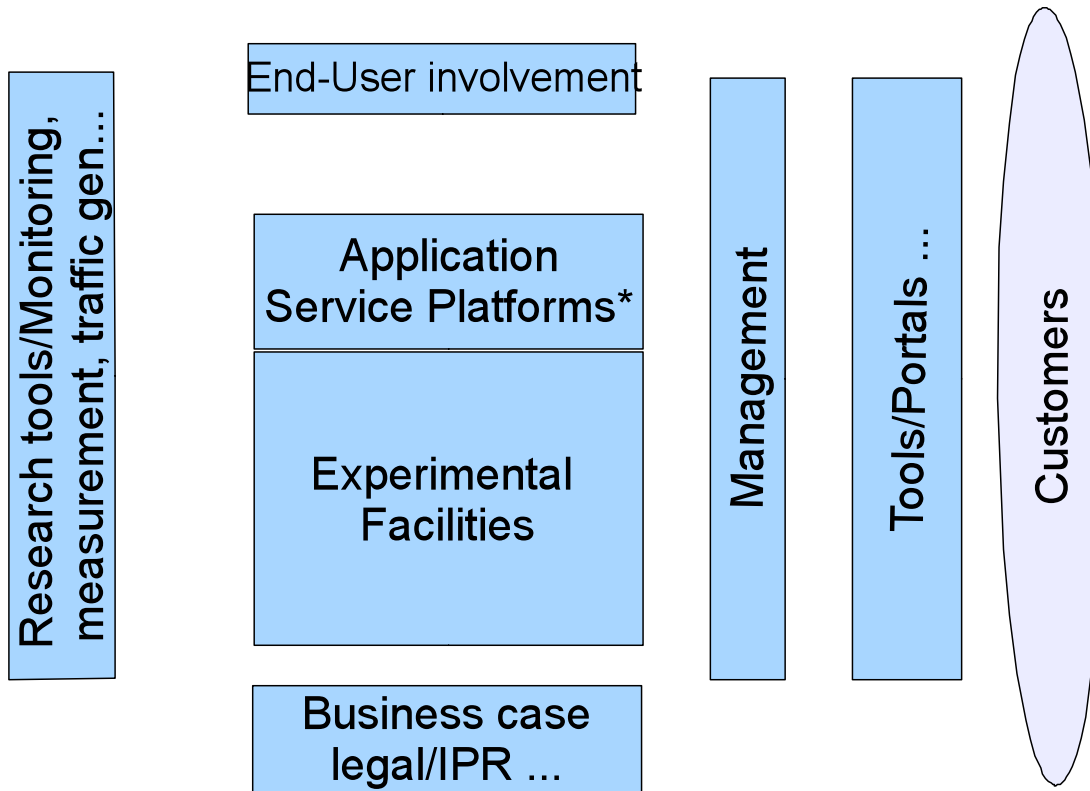 End-User involvement
Research tools/Monitoring,
measurement, traffic gen...
Application
Service Platforms*
Experimental
Facilities
Business case
legal/IPR ...
Management
Tools/Portals ...
Customers